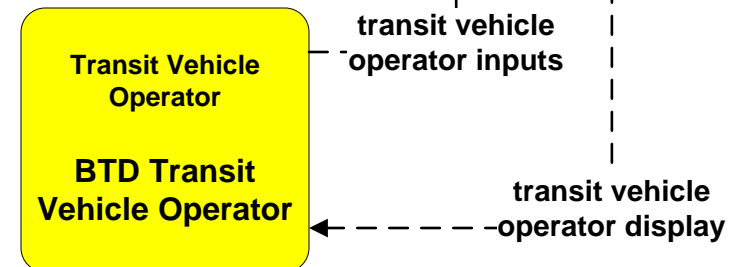 transit vehicle
operator inputs
Transit Vehicle
Operator
BTD Transit
Vehicle Operator
transit vehicle
operator display